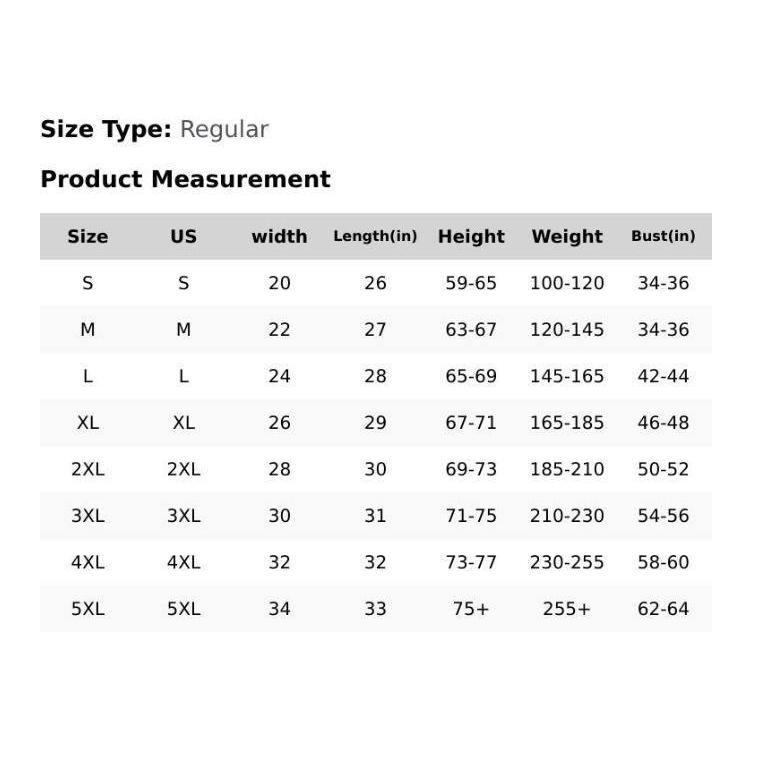 Size Type: Regular
Product Measurement
Size US width Length(in) Height Weight Bust(in)
S S 20 26 59-65 100-120 34-36
M M 22 27 63-67 120-145 34-36
L L 24 28 65-69 145-165 42-44
XL XL 26 29 67-71 165-185 46-48
2XL 2XL 28 30 69-73 185-210 50-52
3XL 3XL 30 31 71-75 210-230 54-56
4XL 4XL 32 32 73-77 230-255 58-60
5XL 5XL 34 33 75+ 255+ 62-64